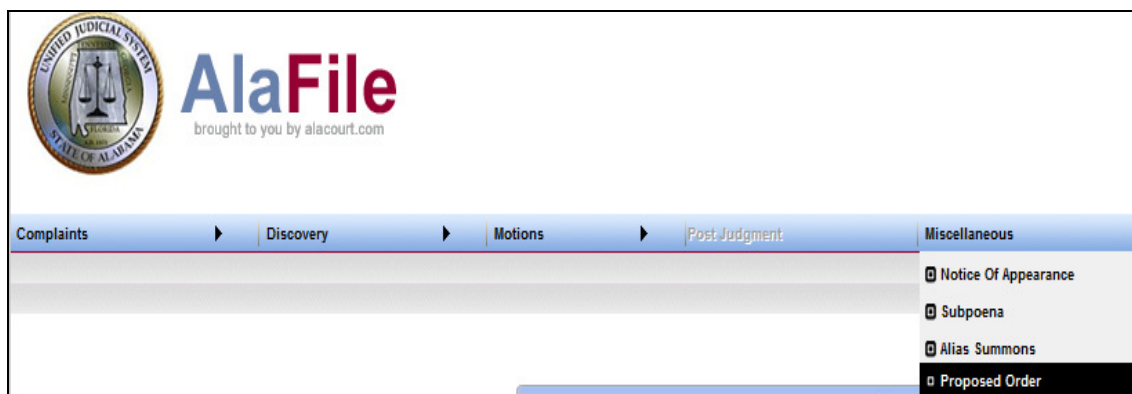 UNIFIED JUDICIAL SYSTEM
STATE OF ALABAMA
AlaFile
brought to you by alacourt.com
Complaints
Discovery
Motions
Post Judgment
Miscellaneous
Notice Of Appearance
Subpoena
Alias Summons
Proposed Order